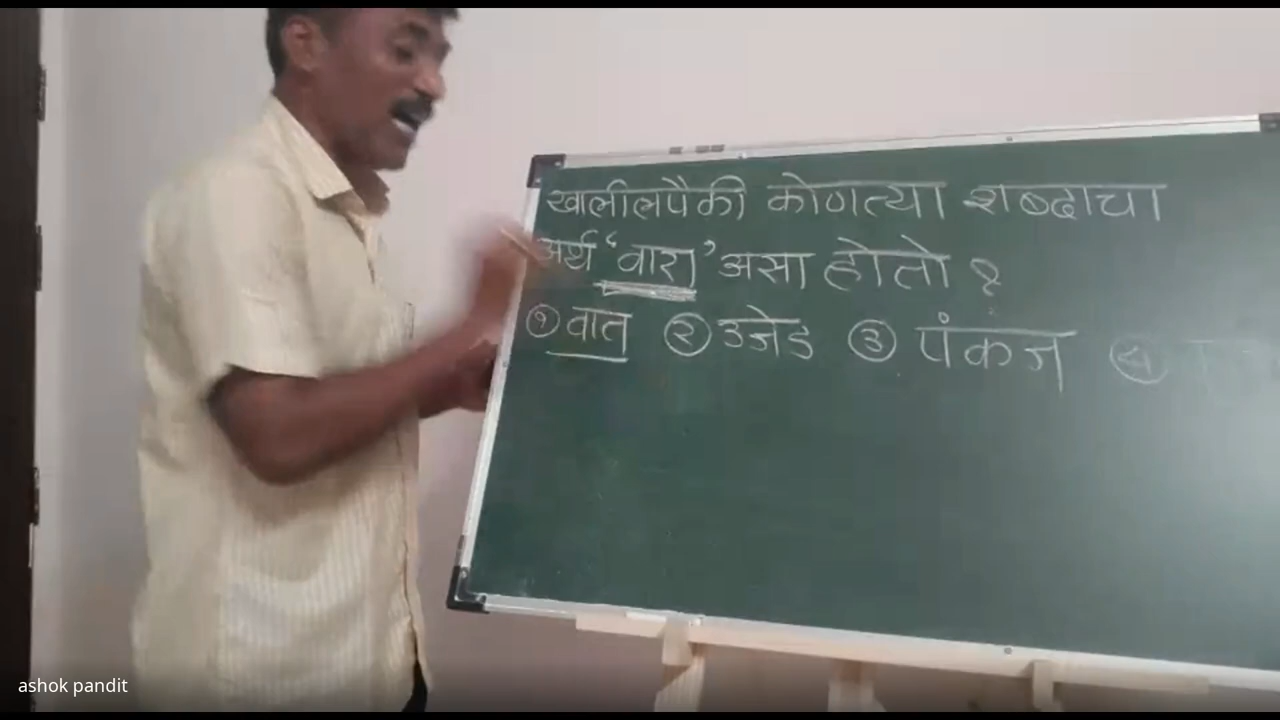 खालीलपैकी कोणत्या शब्दाचा
अर्थ ‘वारा’ असा होतो ?
① वात ② उजेड ③ पंकज ④
ashok pandit